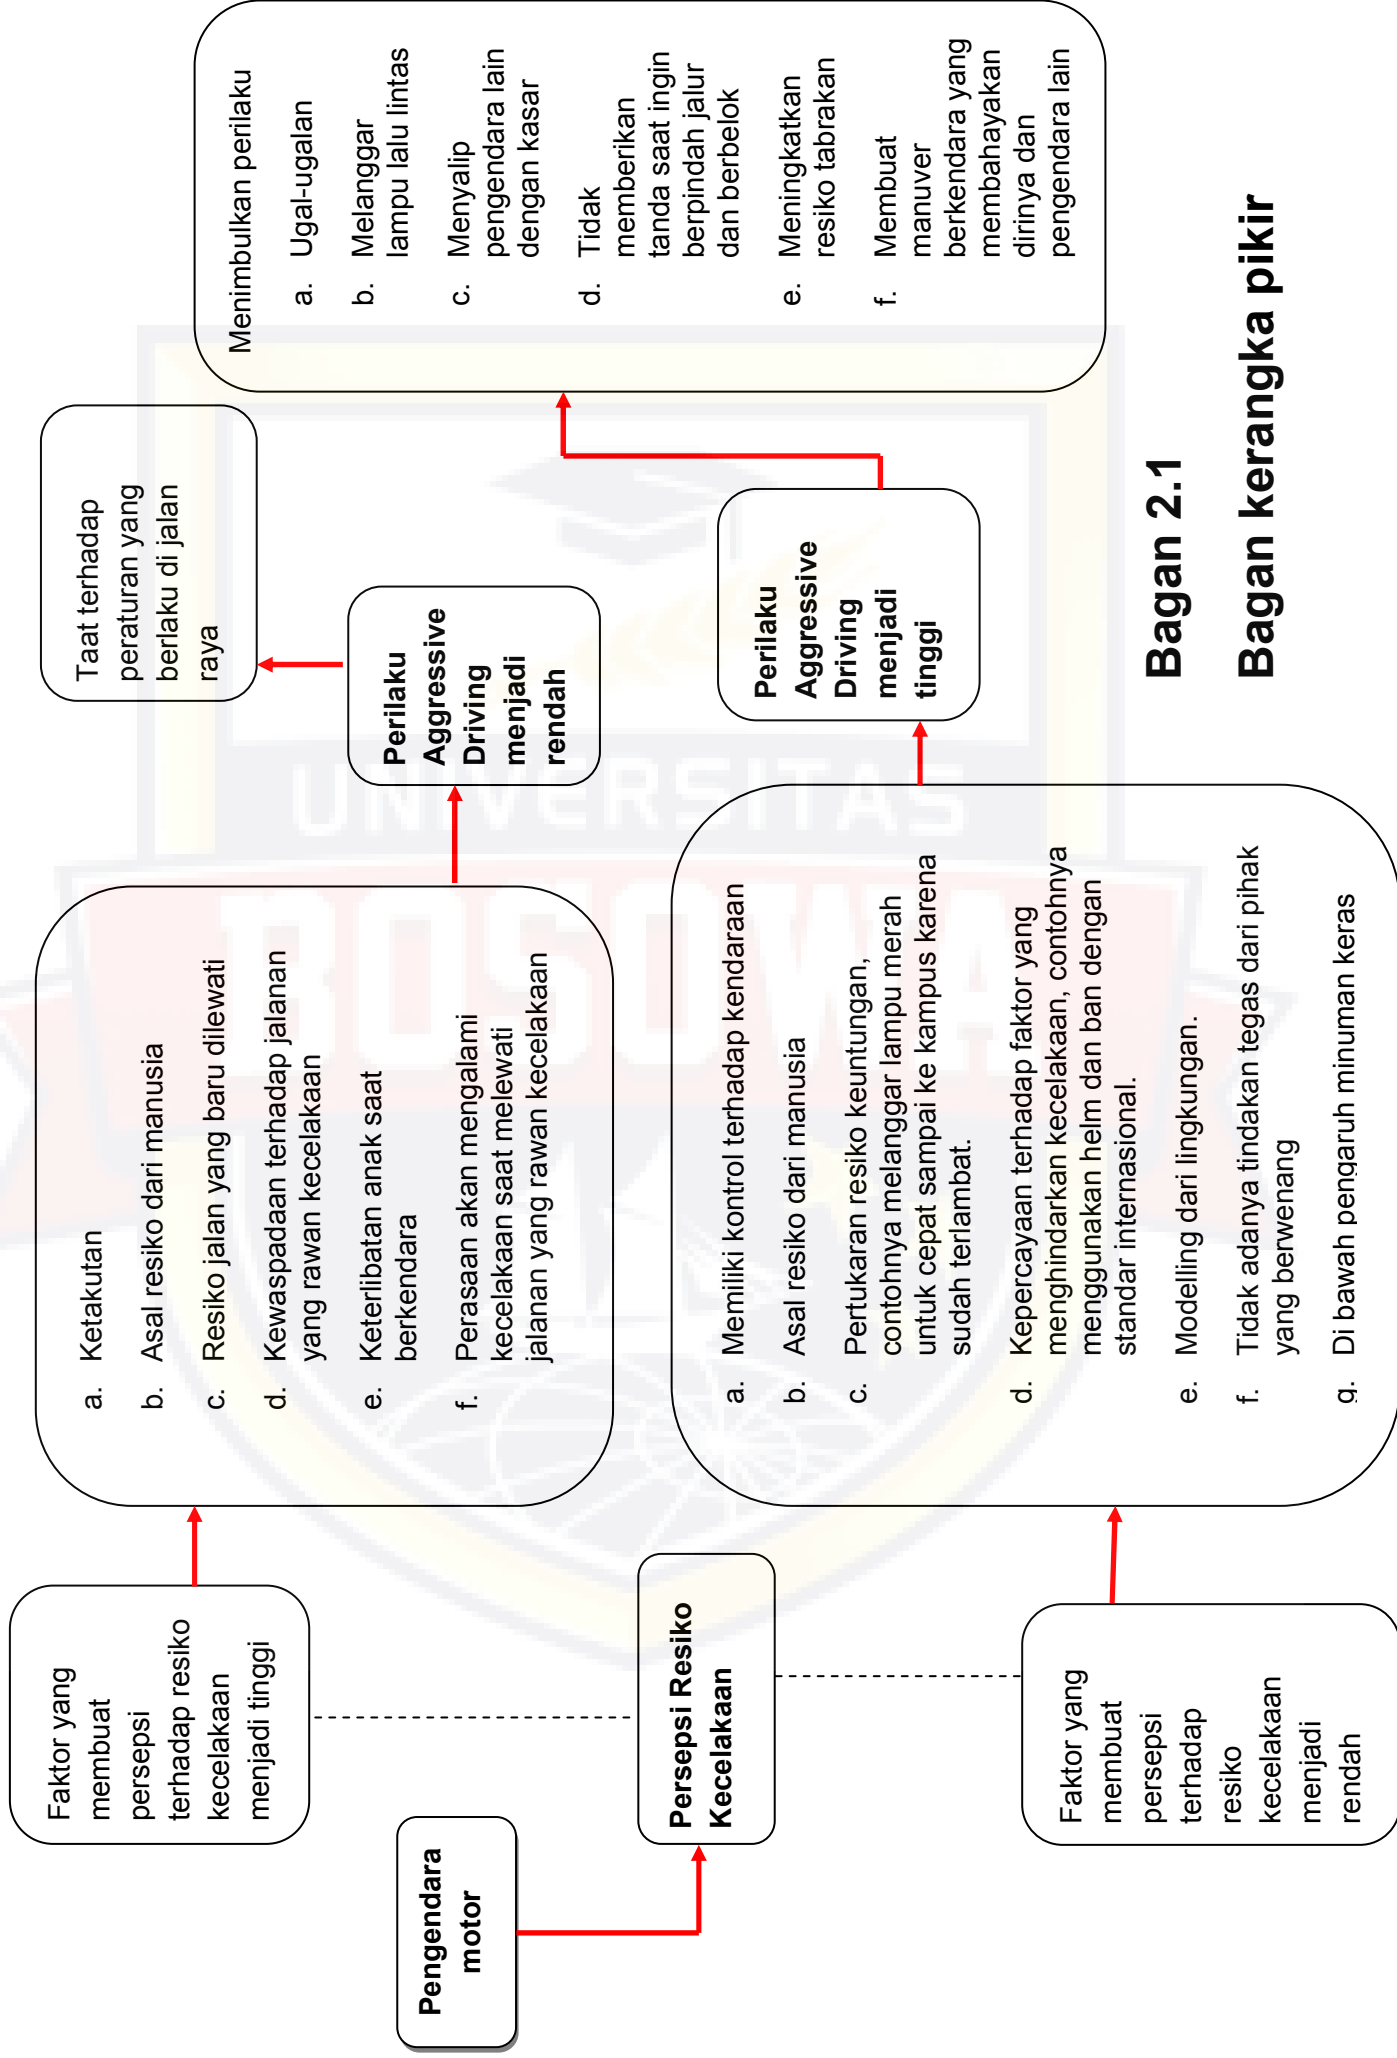 Pengendara
motor
Persepsi Resiko
Kecelakaan
Faktor yang
membuat
persepsi
terhadap resiko
kecelakaan
menjadi tinggi
a. Ketakutan
b. Asal resiko dari manusia
c. Resiko jalan yang baru dilewati
d. Kewaspadaan terhadap jalanan
yang rawan kecelakaan
e. Keterlibatan anak saat
berkendara
f. Perasaan akan mengalami
kecelakaan saat melewati
jalanan yang rawan kecelakaan
Perilaku
Aggressive
Driving
menjadi
rendah
Taat terhadap
peraturan yang
berlaku di jalan
raya
Faktor yang
membuat
persepsi
terhadap
resiko
kecelakaan
menjadi
rendah
a. Memiliki kontrol terhadap kendaraan
b. Asal resiko dari manusia
c. Pertukaran resiko keuntungan,
contohnya melanggar lampu merah
untuk cepat sampai ke kampus karena
sudah terlambat.
d. Kepercayaan terhadap faktor yang
menghindarkan kecelakaan, contohnya
menggunakan helm dan ban dengan
standar internasional.
e. Modelling dari lingkungan.
f. Tidak adanya tindakan tegas dari pihak
yang berwenang
g. Di bawah pengaruh minuman keras
Perilaku
Aggressive
Driving
menjadi
tinggi
Menimbulkan perilaku
a. Ugal-ugalan
b. Melanggar
lampu lalu lintas
c. Menyalip
pengendara lain
dengan kasar
d. Tidak
memberikan
tanda saat ingin
berpindah jalur
dan berbelok
e. Meningkatkan
resiko tabrakan
f. Membuat
manuver
berkendara yang
membahayakan
dirinya dan
pengendara lain
Bagan 2.1
Bagan kerangka pikir
UNIVERSITAS
BOSOWA